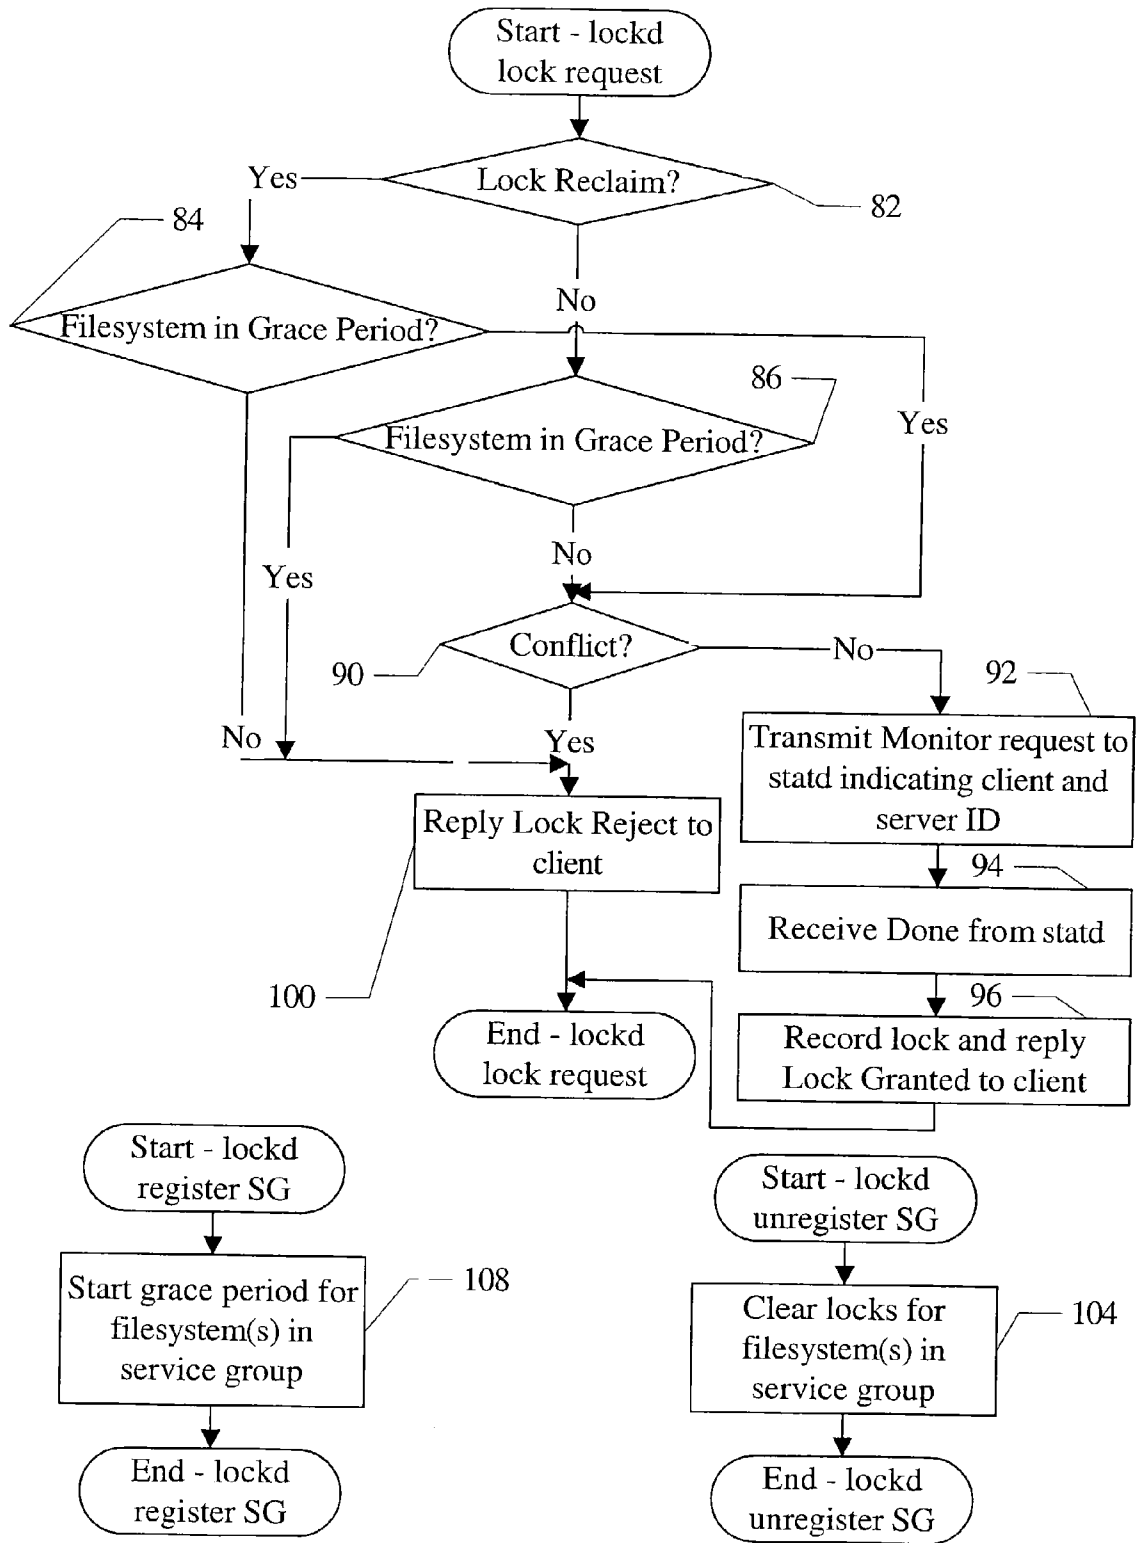 Start - lockd
lock request
Yes
Lock Reclaim?
82
84
No
Filesystem in Grace Period?
86
Yes
Filesystem in Grace Period?
No
Yes
Conflict?
No
90
92
No
Yes
Transmit Monitor request to
statd indicating client and
server ID
Reply Lock Reject to
client
94
Receive Done from statd
100
96
End - lockd
lock request
Record lock and reply
Lock Granted to client
Start - lockd
register SG
Start - lockd
unregister SG
Start grace period for
filesystem(s) in
service group
108
Clear locks for
filesystem(s) in
service group
104
End - lockd
register SG
End - lockd
unregister SG